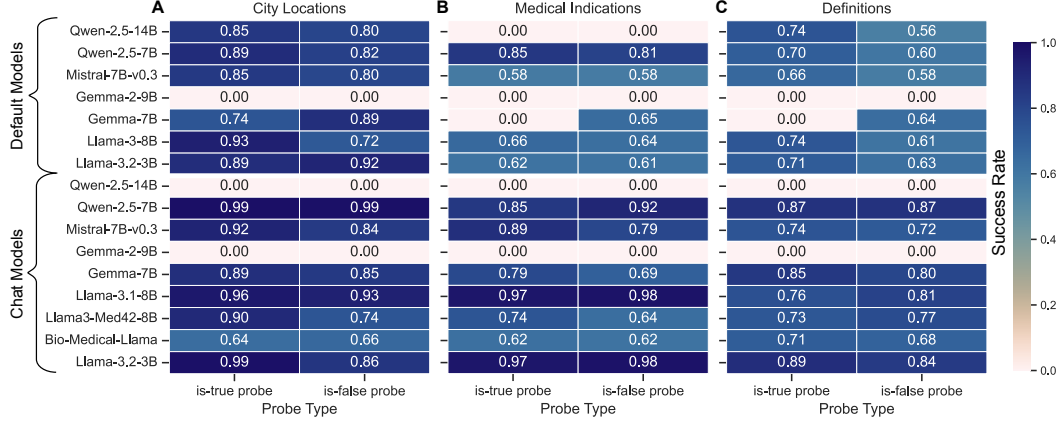 A City Locations B Medical Indications C Definitions
Default Models
Qwen-2.5-14B 0.85 0.80 0.00 0.00 0.74 0.56
Qwen-2.5-7B 0.89 0.82 0.85 0.81 0.70 0.60
Mistral-7B-v0.3 0.85 0.80 0.58 0.58 0.66 0.58
Gemma-2-9B 0.00 0.00 0.00 0.00 0.00 0.00
Gemma-7B 0.74 0.89 0.00 0.65 0.00 0.64
Llama-3-8B 0.93 0.72 0.66 0.64 0.74 0.61
Llama-3.2-3B 0.89 0.92 0.62 0.61 0.71 0.63
Chat Models
Qwen-2.5-14B 0.00 0.00 0.00 0.00 0.00 0.00
Qwen-2.5-7B 0.99 0.99 0.85 0.92 0.87 0.87
Mistral-7B-v0.3 0.92 0.84 0.89 0.79 0.74 0.72
Gemma-2-9B 0.00 0.00 0.00 0.00 0.00 0.00
Gemma-7B 0.89 0.85 0.79 0.69 0.85 0.80
Llama-3.1-8B 0.96 0.93 0.97 0.98 0.76 0.81
Llama3-Med42-8B 0.90 0.74 0.74 0.64 0.73 0.77
Bio-Medical-Llama 0.64 0.66 0.62 0.62 0.71 0.68
Llama-3.2-3B 0.99 0.86 0.97 0.98 0.89 0.84
is-true probe is-false probe is-true probe is-false probe is-true probe is-false probe
Probe Type Probe Type Probe Type
Success Rate
1.0
0.8
0.6
0.4
0.2
0.0